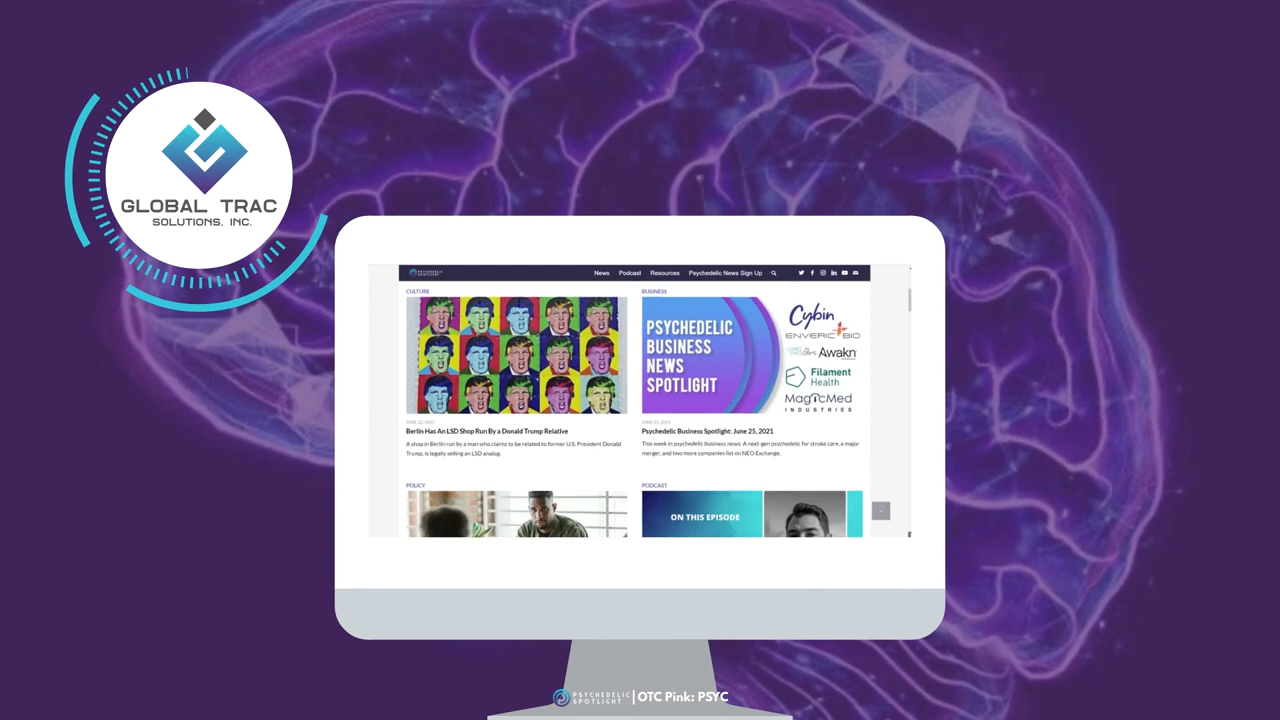 GLOBAL TRAC
SOLUTIONS, INC.
PSYCHEDELIC
SPOTLIGHT
News Podcast Resources Psychedelic News Sign Up
CULTURE
Berlin Has An LSD Shop Run By a Donald Trump Relative
A shop in Berlin run by a man who claims to be related to former U.S. President Donald
Trump, is legally selling an LSD analog.
BUSINESS
PSYCHEDELIC
BUSINESS
NEWS
SPOTLIGHT
Cybin
ENVERIC BIO
Awakn
Filament
Health
MagicMed
INDUSTRIES
Psychedelic Business Spotlight: June 25, 2021
This week in psychedelic business news: A next-gen psychedelic for stroke care, a major
merger, and two more companies list on NEO Exchange.
POLICY
PODCAST
ON THIS EPISODE
PSYCHEDELIC
SPOTLIGHT
| OTC Pink: PSYC